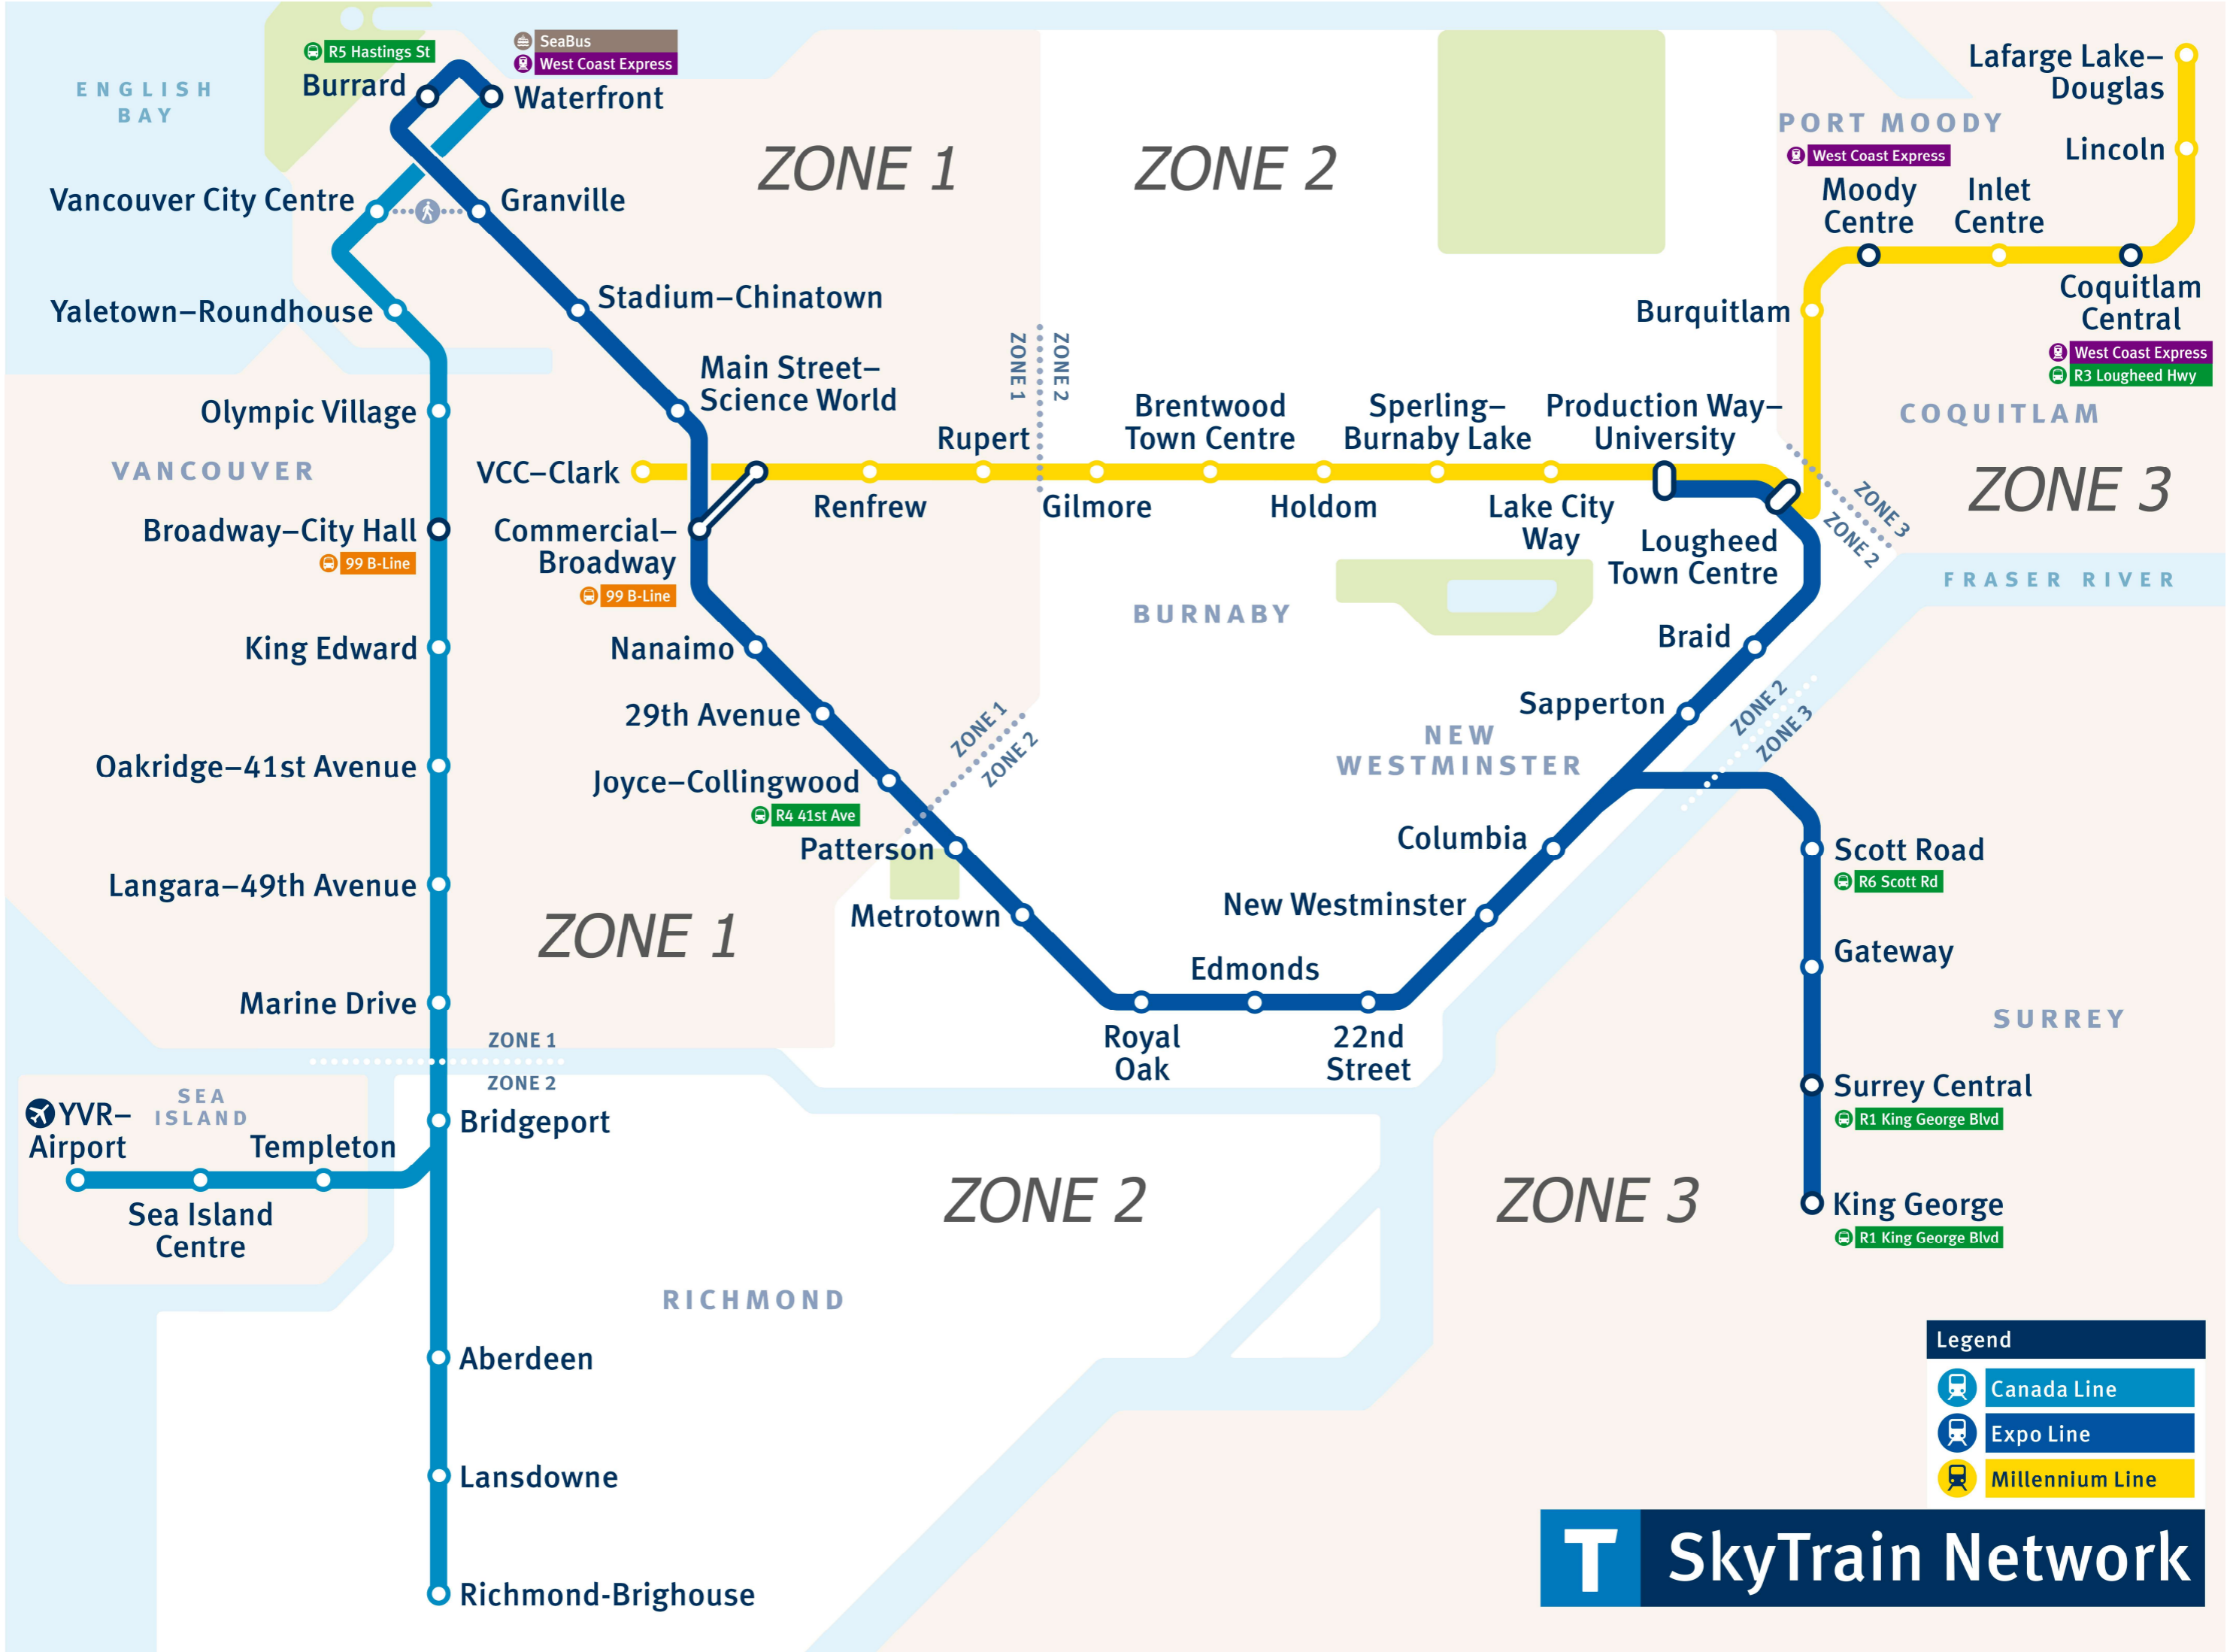 R5 Hastings St
Burrard
SeaBus
West Coast Express
Waterfront
ENGLISH
BAY
ZONE 1
ZONE 2
Lafarge Lake–
Douglas
PORT MOODY
West Coast Express
Lincoln
Moody
Centre
Inlet
Centre
Vancouver City Centre
Granville
Yaletown–Roundhouse
Stadium–Chinatown
Burquitlam
Coquitlam
Central
West Coast Express
R3 Lougheed Hwy
Main Street–
Science World
ZONE 1
ZONE 2
Olympic Village
COQUITLAM
VANCOUVER
VCC–Clark
Rupert
Brentwood
Town Centre
Sperling–
Burnaby Lake
Production Way–
University
ZONE 3
Renfrew
Gilmore
Holdom
Lake City
Way
ZONE 3
ZONE 2
Broadway–City Hall
99 B-Line
Commercial–
Broadway
99 B-Line
Lougheed
Town Centre
FRASER RIVER
BURNABY
King Edward
Nanaimo
Braid
29th Avenue
Sapperton
ZONE 1
ZONE 2
ZONE 2
ZONE 3
NEW
WESTMINSTER
Oakridge–41st Avenue
Joyce–Collingwood
R4 41st Ave
Patterson
Columbia
Scott Road
R6 Scott Rd
Langara–49th Avenue
ZONE 1
Metrotown
New Westminster
Gateway
Edmonds
Marine Drive
SURREY
Royal
Oak
22nd
Street
ZONE 1
ZONE 2
SEA
ISLAND
YVR–
Airport
Templeton
Bridgeport
Surrey Central
R1 King George Blvd
Sea Island
Centre
ZONE 2
ZONE 3
King George
R1 King George Blvd
RICHMOND
Aberdeen
Lansdowne
Richmond-Brighouse
Legend
Canada Line
Expo Line
Millennium Line
T SkyTrain Network